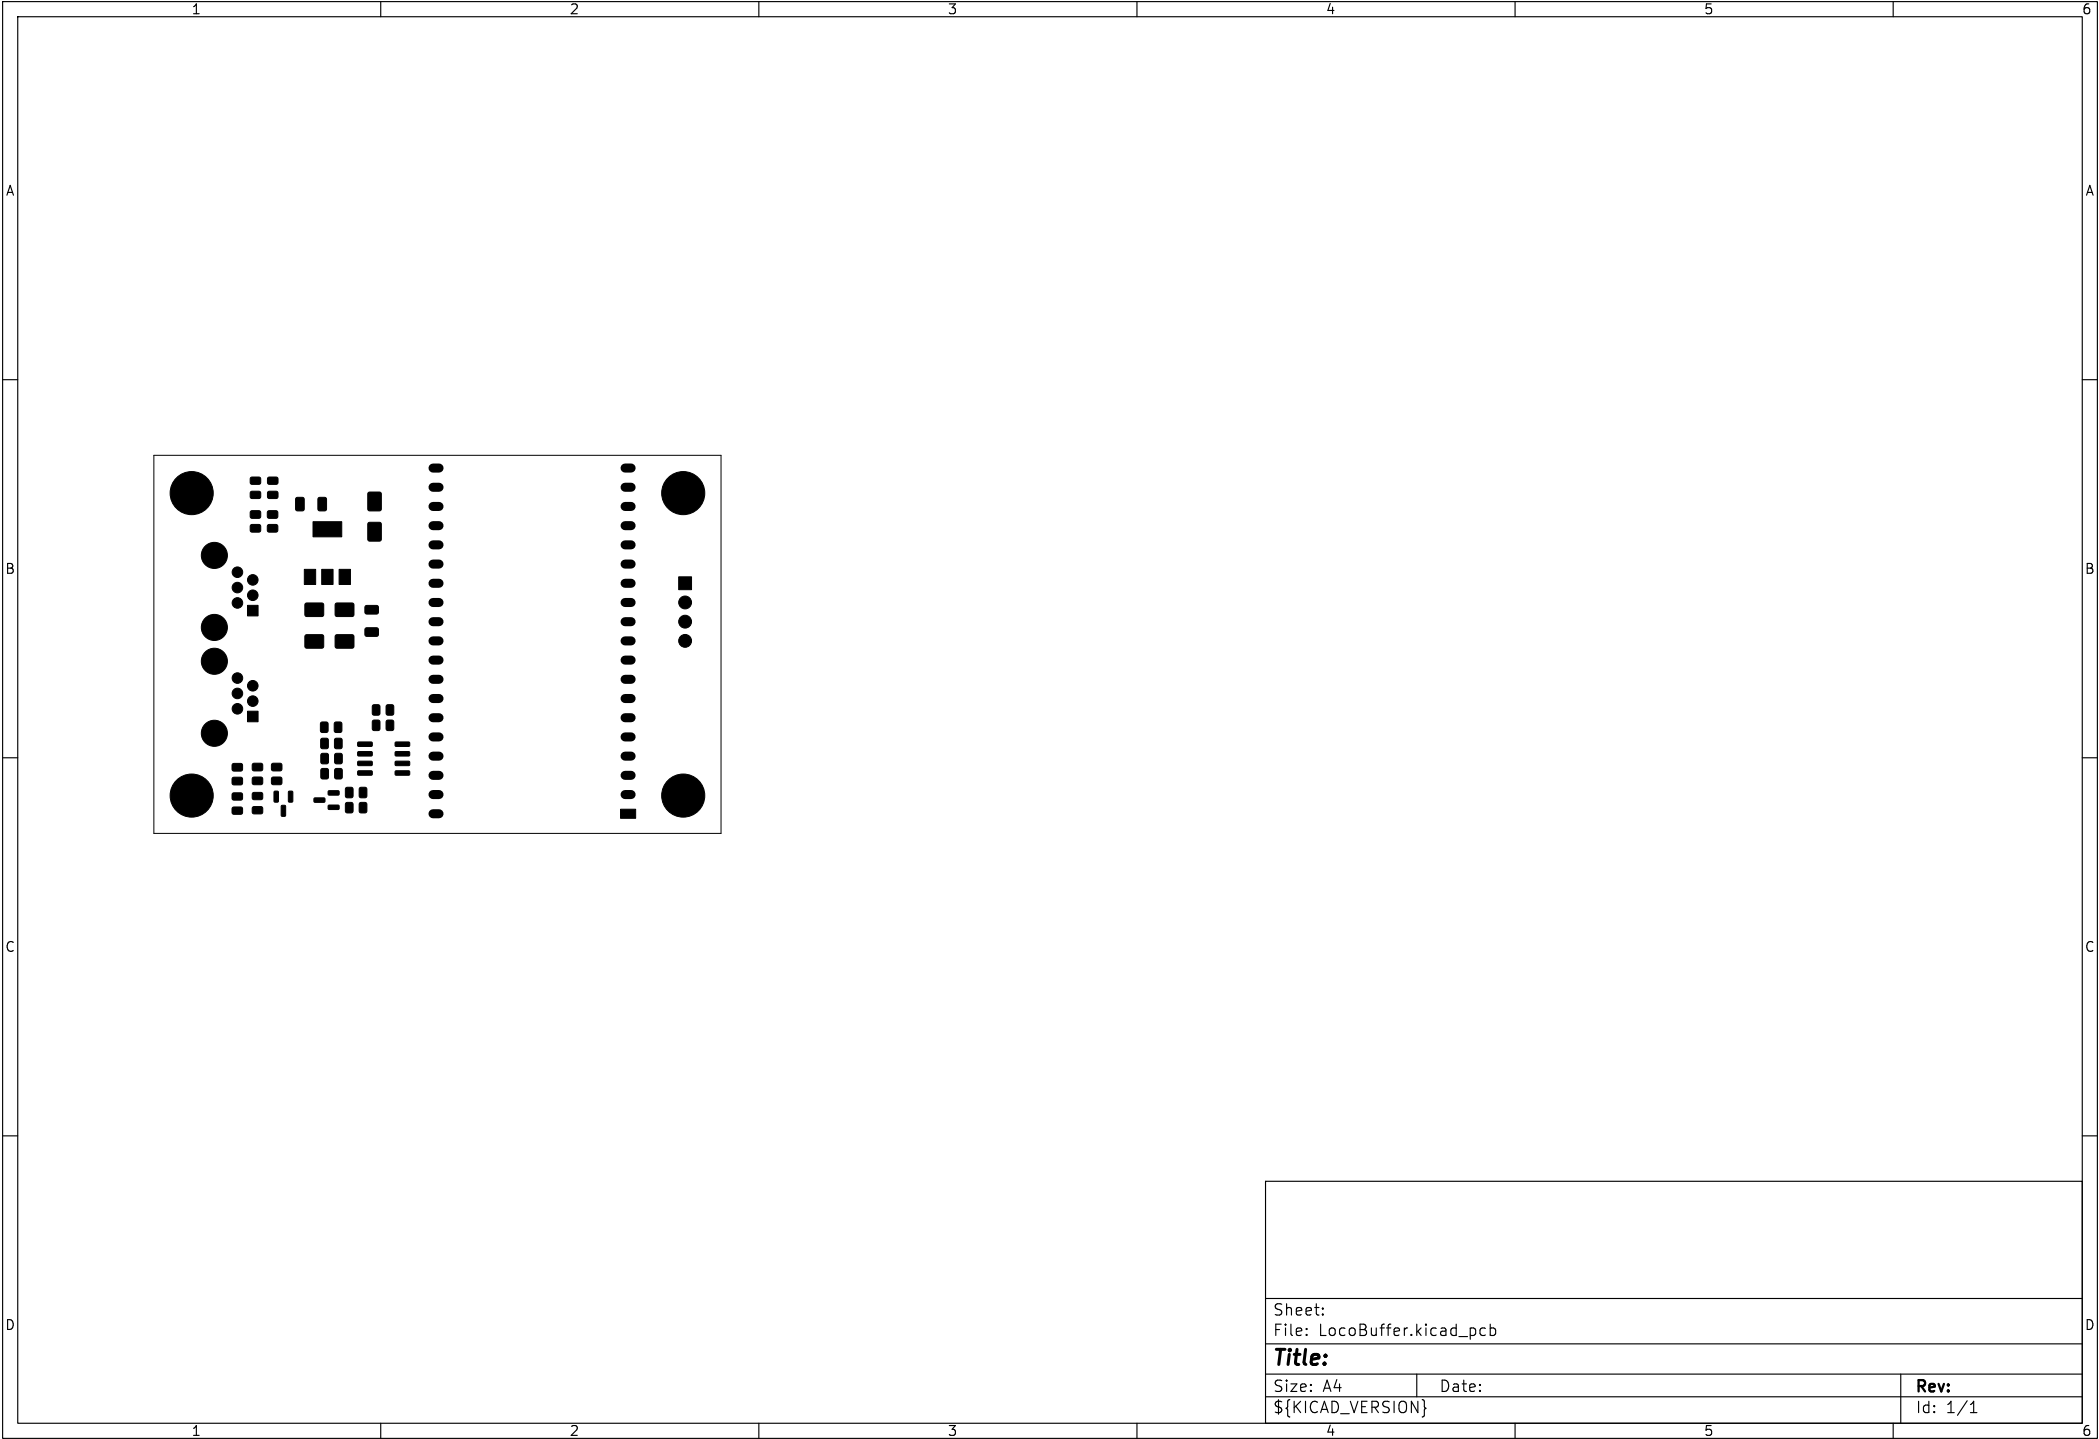 1 2 3 4 5 6
A A
B B
C C
Sheet:
File: LocoBuffer.kicad_pcb
D D
Title:
Size: A4 Date: Rev:
${KICAD_VERSION} Id: 1/1
1 2 3 4 5 6